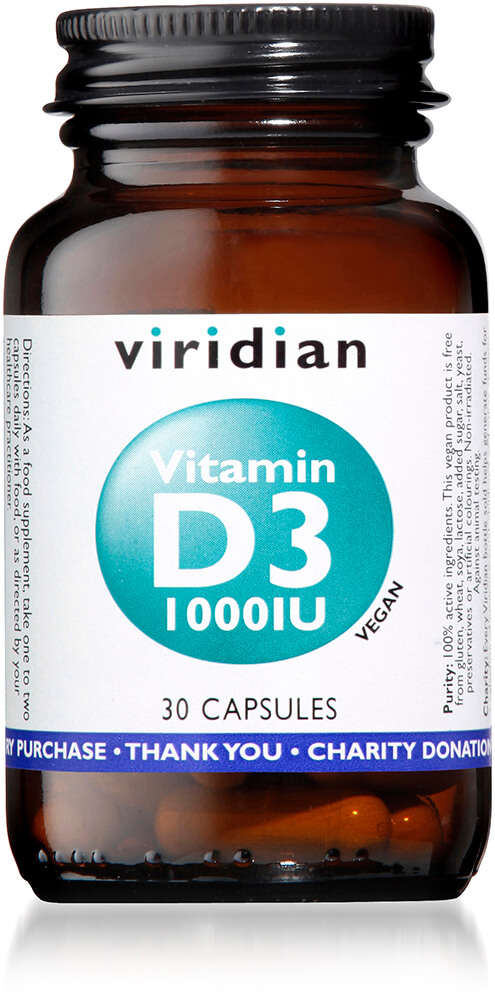 viridian
Vitamin
D3
1000IU
VEGAN
30 CAPSULES
RY PURCHASE • THANK YOU • CHARITY DONATION
Directions: As a food supplement, take one to two
capsules daily with food, or as directed by your
healthcare practitioner.
Purity: 100% active ingredients. This vegan product is free
from gluten, wheat, soya, lactose, added sugar, salt, yeast,
preservatives or artificial colourings. Non-irradiated.
Against animal testing.
Charity: Every Viridian bottle sold helps generate funds for